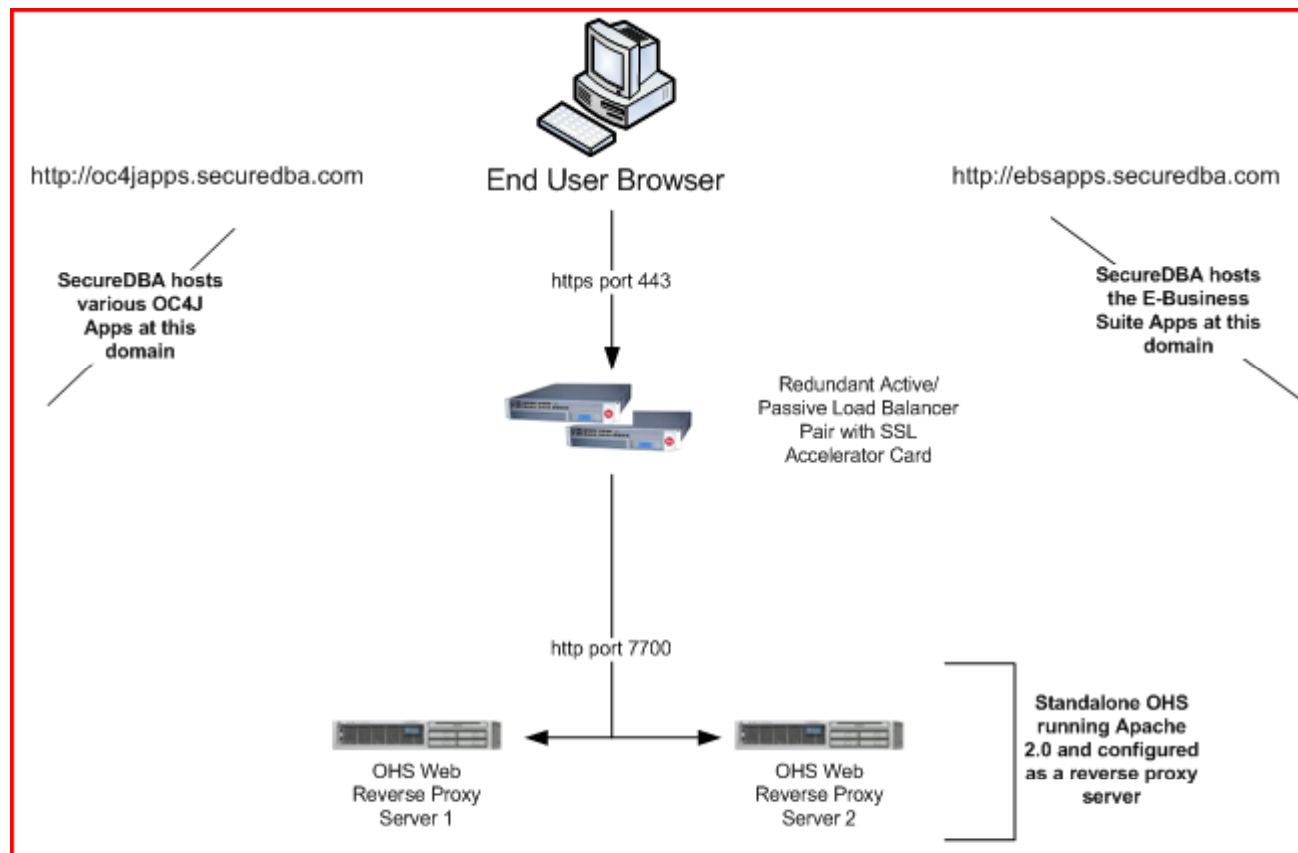 http://oc4japps.securedba.com
End User Browser
http://ebsapps.securedba.com
SecureDBA hosts
various OC4J
Apps at this
domain
https port 443
SecureDBA hosts
the E-Business
Suite Apps at this
domain
Redundant Active/
Passive Load Balancer
Pair with SSL
Accelerator Card
http port 7700
OHS Web
Reverse Proxy
Server 1
OHS Web
Reverse Proxy
Server 2
Standalone OHS
running Apache
2.0 and configured
as a reverse proxy
server